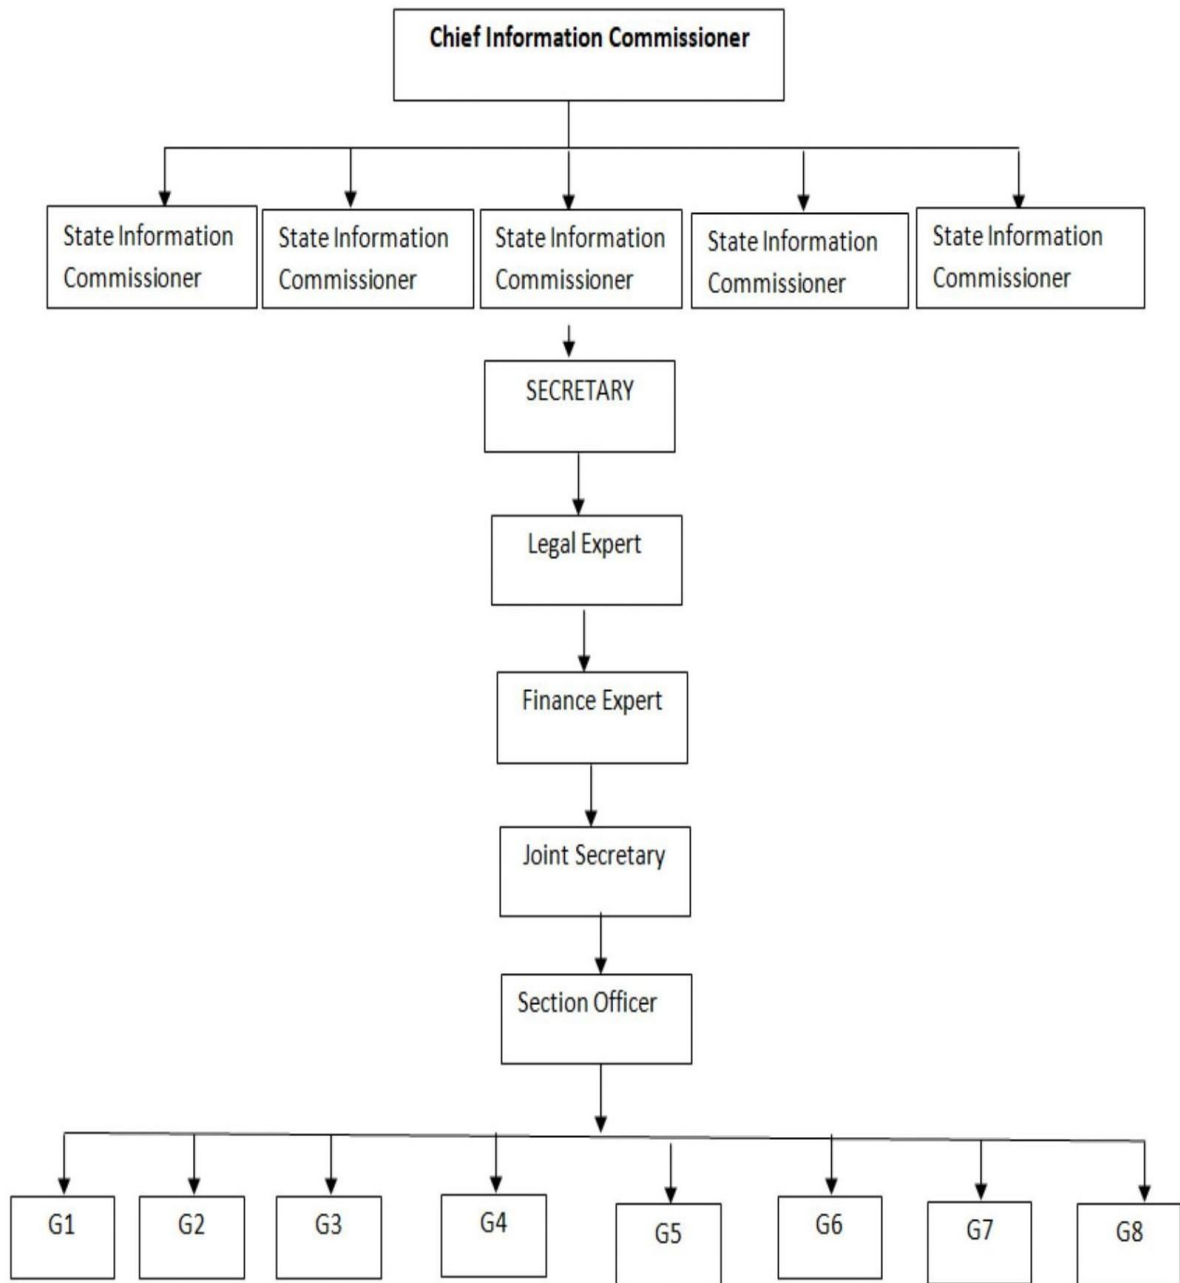 Chief Information Commissioner
State Information
Commissioner
State Information
Commissioner
State Information
Commissioner
State Information
Commissioner
State Information
Commissioner
SECRETARY
Legal Expert
Finance Expert
Joint Secretary
Section Officer
G1
G2
G3
G4
G5
G6
G7
G8